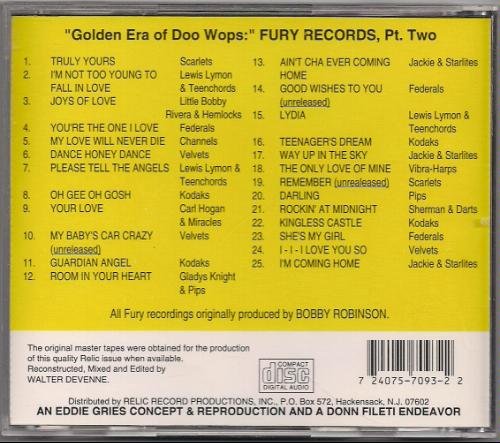 "Golden Era of Doo Wops:" FURY RECORDS, Pt. Two
1. TRULY YOURS Scarlets
2. I'M NOT TOO YOUNG TO Lewis Lymon
FALL IN LOVE & Teenchords
3. JOYS OF LOVE Little Bobby
Rivera & Hemlocks
4. YOU'RE THE ONE I LOVE Federals
5. MY LOVE WILL NEVER DIE Channels
6. DANCE HONEY DANCE Velvets
7. PLEASE TELL THE ANGELS Lewis Lymon &
Teenchords
8. OH GEE OH GOSH Kodaks
9. YOUR LOVE Carl Hogan
& Miracles
10. MY BABY'S CAR CRAZY Velvets
(unreleased)
11. GUARDIAN ANGEL Kodaks
12. ROOM IN YOUR HEART Gladys Knight
& Pips
13. AIN'T CHA EVER COMING Jackie & Starlites
HOME
14. GOOD WISHES TO YOU Federals
(unreleased)
15. LYDIA Lewis Lymon &
Teenchords
16. TEENAGER'S DREAM Kodaks
17. WAY UP IN THE SKY Jackie & Starlites
18. THE ONLY LOVE OF MINE Vibra-Harps
19. REMEMBER (unrealeased) Scarlets
20. DARLING Pips
21. ROCKIN' AT MIDNIGHT Sherman & Darts
22. KINGLESS CASTLE Kodaks
23. SHE'S MY GIRL Federals
24. I - I - I LOVE YOU SO Velvets
25. I'M COMING HOME Jackie & Starlites
All Fury recordings originally produced by BOBBY ROBINSON.
The original master tapes were obtained for the production
of this quality Relic issue when available.
Reconstructed, Mixed and Edited by
WALTER DEVENNE.
COMPACT
disc
DIGITAL AUDIO
7 24075-7093-2 2
Distributed by RELIC RECORD PRODUCTIONS, INC., P.O. Box 572, Hackensack, N.J. 07602
AN EDDIE GRIES CONCEPT & REPRODUCTION AND A DONN FILETI ENDEAVOR